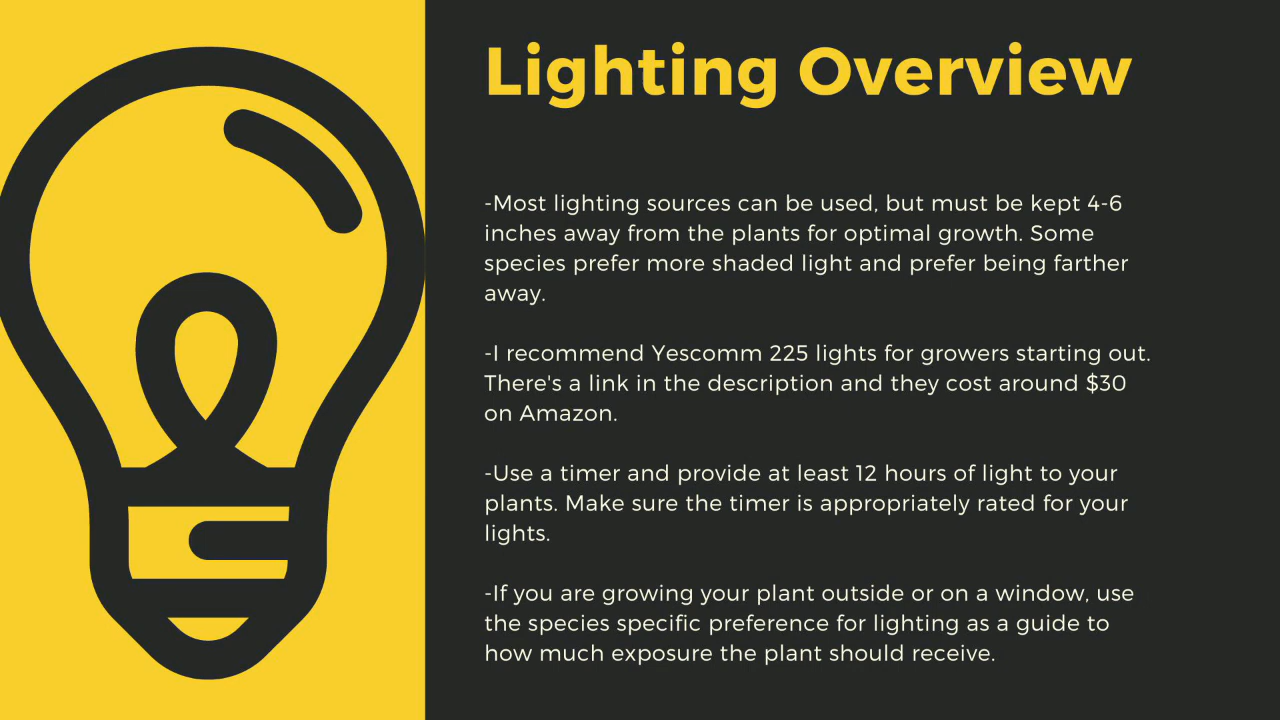 Lighting Overview
-Most lighting sources can be used, but must be kept 4-6
inches away from the plants for optimal growth. Some
species prefer more shaded light and prefer being farther
away.
-I recommend Yescomm 225 lights for growers starting out.
There's a link in the description and they cost around $30
on Amazon.
-Use a timer and provide at least 12 hours of light to your
plants. Make sure the timer is appropriately rated for your
lights.
-If you are growing your plant outside or on a window, use
the species specific preference for lighting as a guide to
how much exposure the plant should receive.